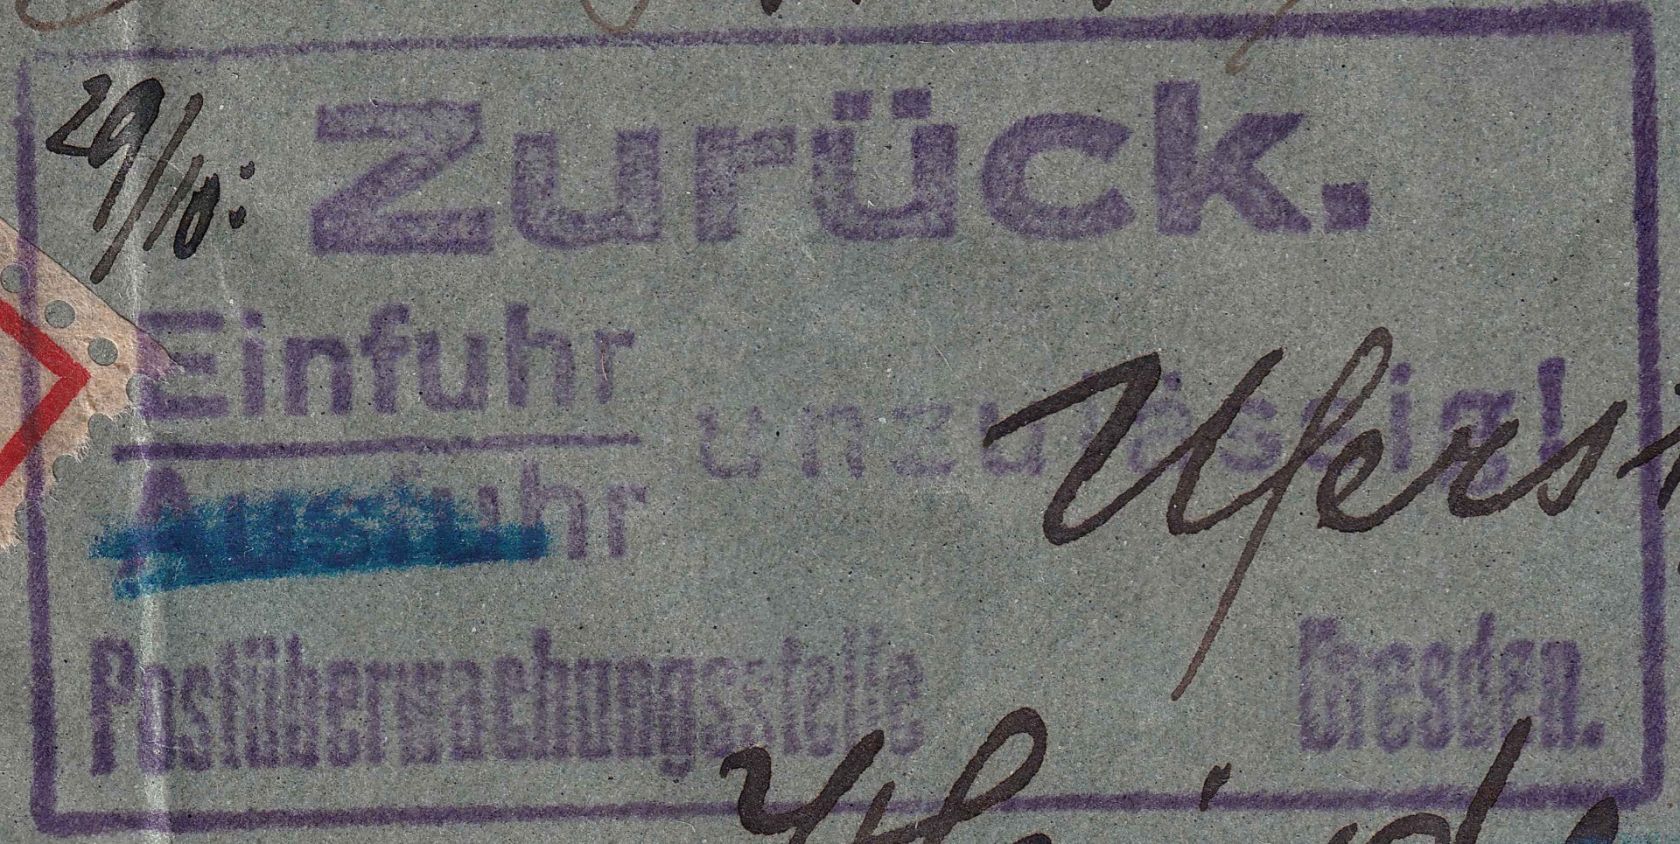 29/10.
Zurück.
Einfuhr
Ausfuhr
unzulässig!
Postüberwachungsstelle Dresden.